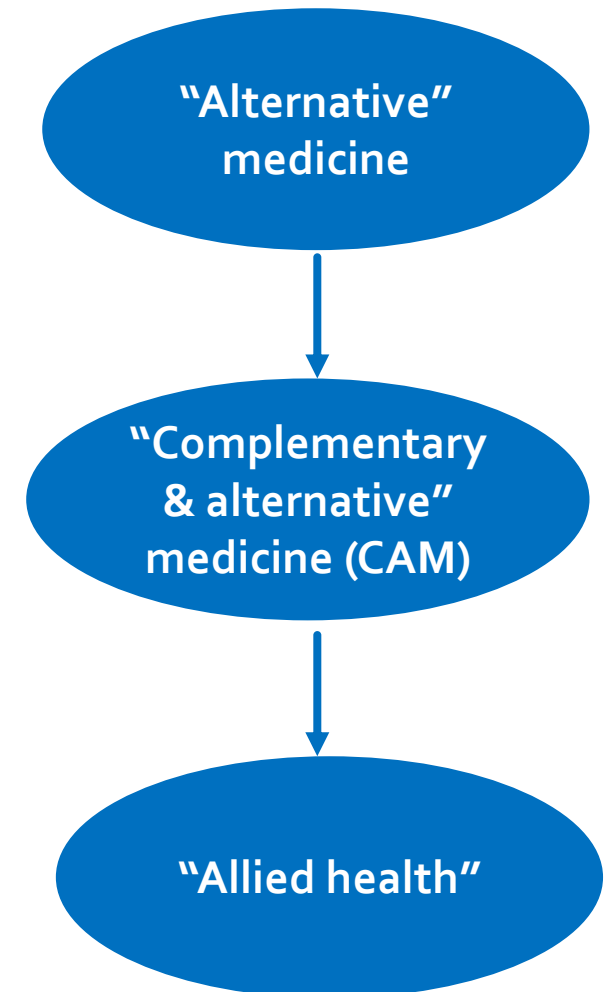 “Alternative”
medicine
“Complementary
& alternative”
medicine (CAM)
“Allied health”